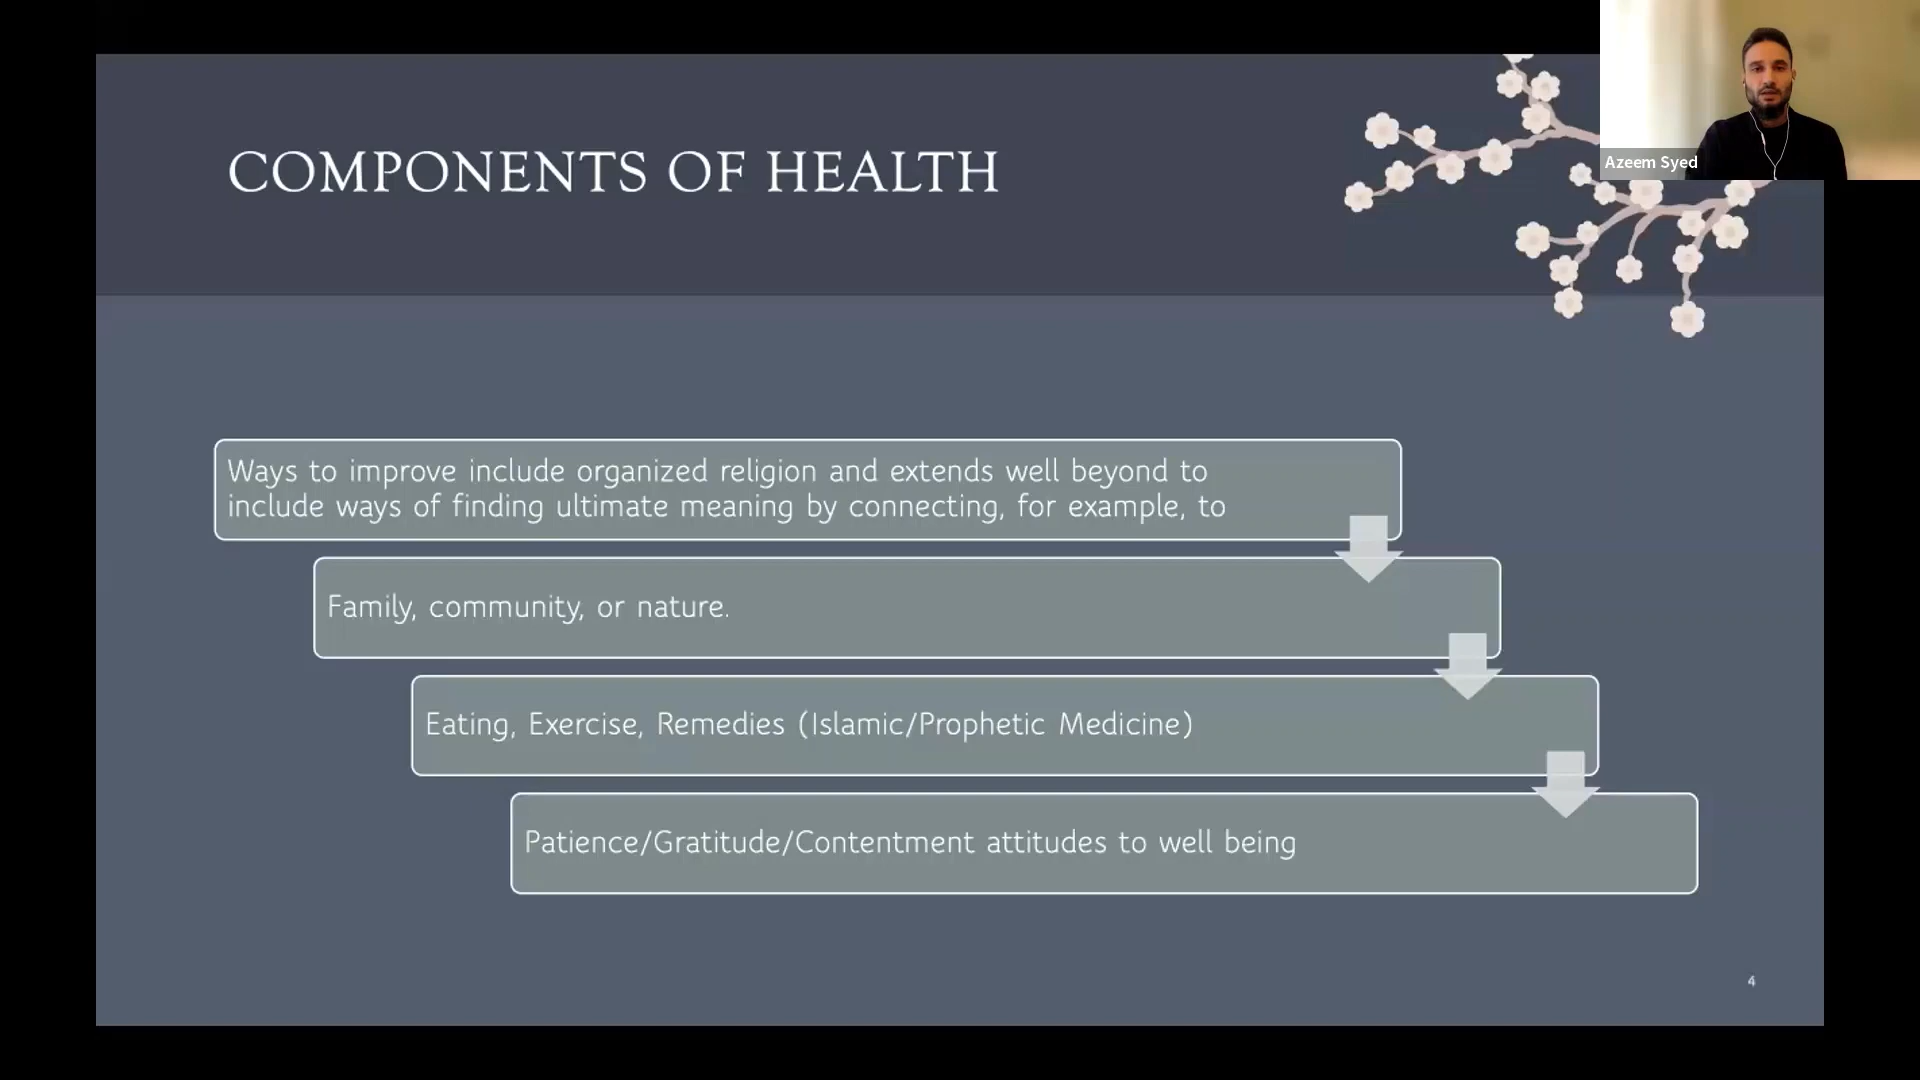 COMPONENTS OF HEALTH
Azeem Syed
Ways to improve include organized religion and extends well beyond to
include ways of finding ultimate meaning by connecting, for example, to
Family, community, or nature.
Eating, Exercise, Remedies (Islamic/Prophetic Medicine)
Patience/Gratitude/Contentment attitudes to well being
4